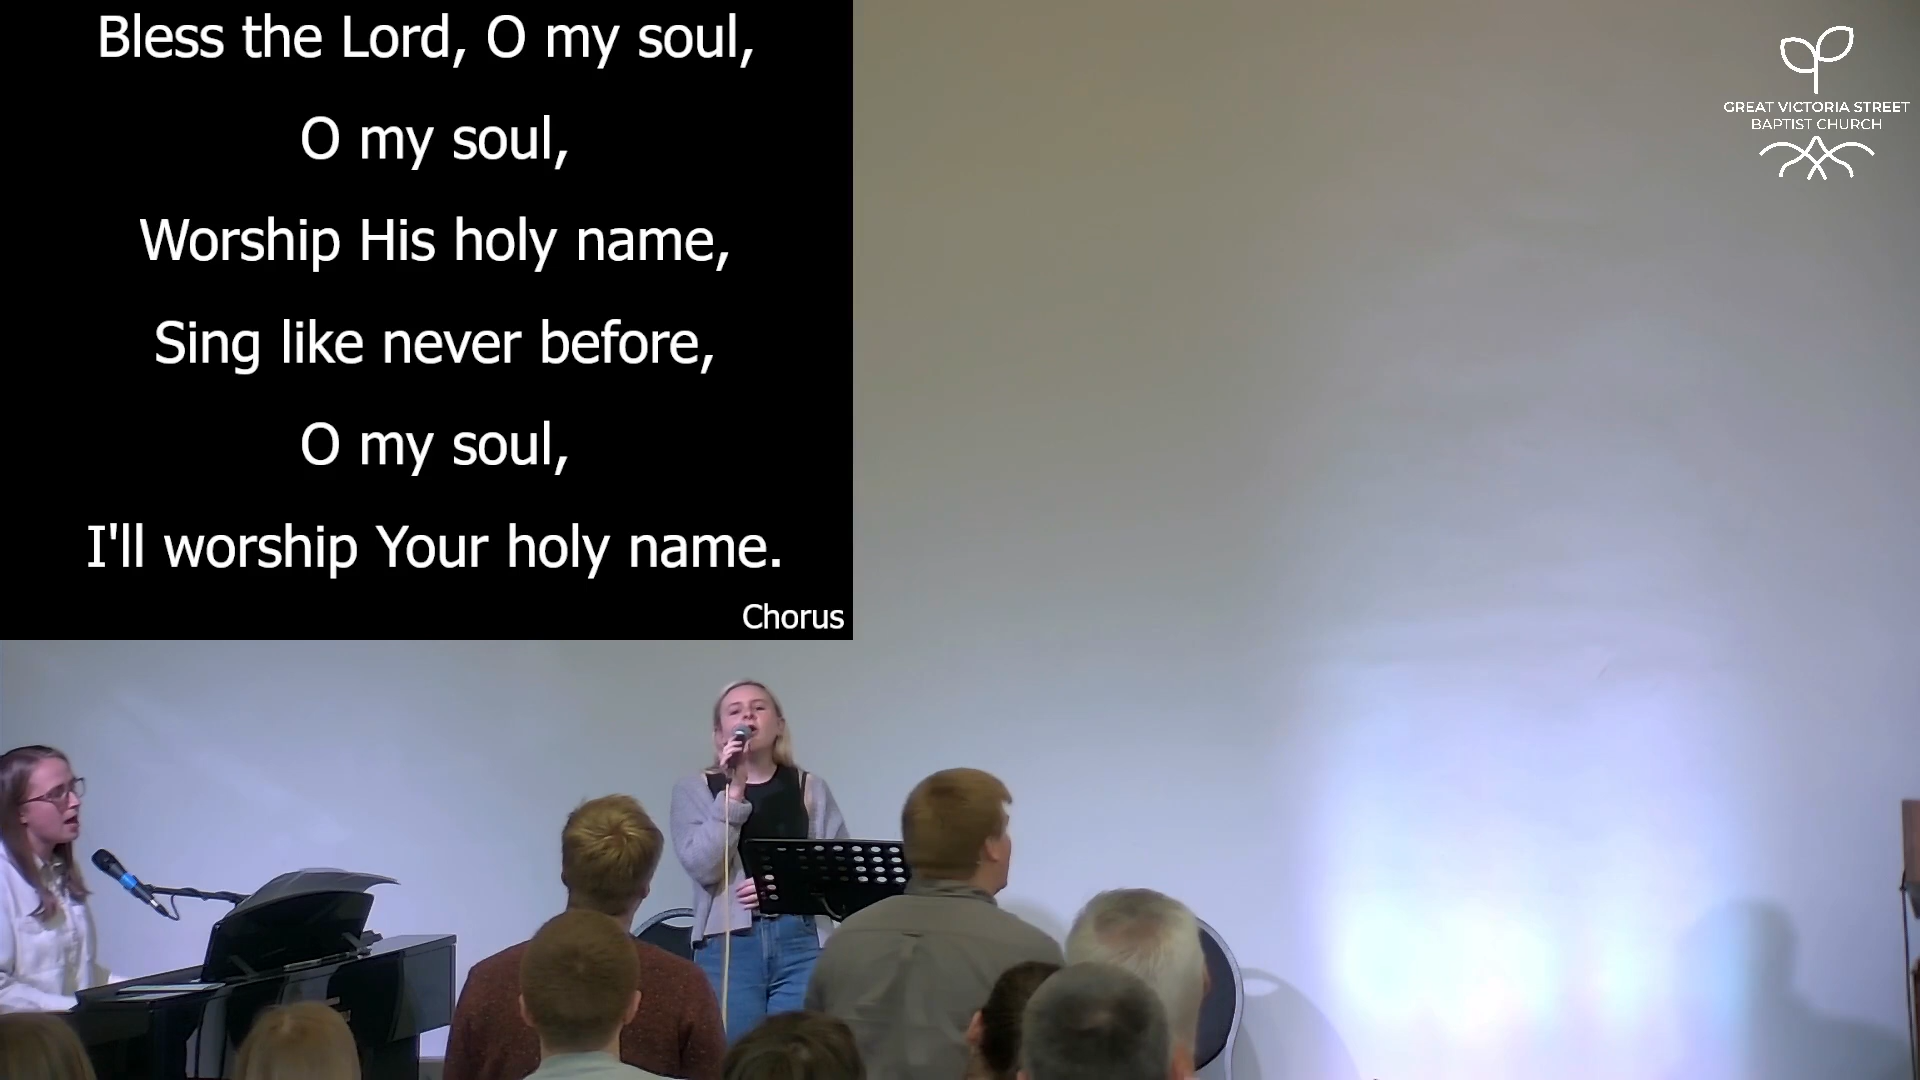 Bless the Lord, O my soul,
O my soul,
Worship His holy name,
Sing like never before,
O my soul,
I'll worship Your holy name.
Chorus
GREAT VICTORIA STREET
BAPTIST CHURCH